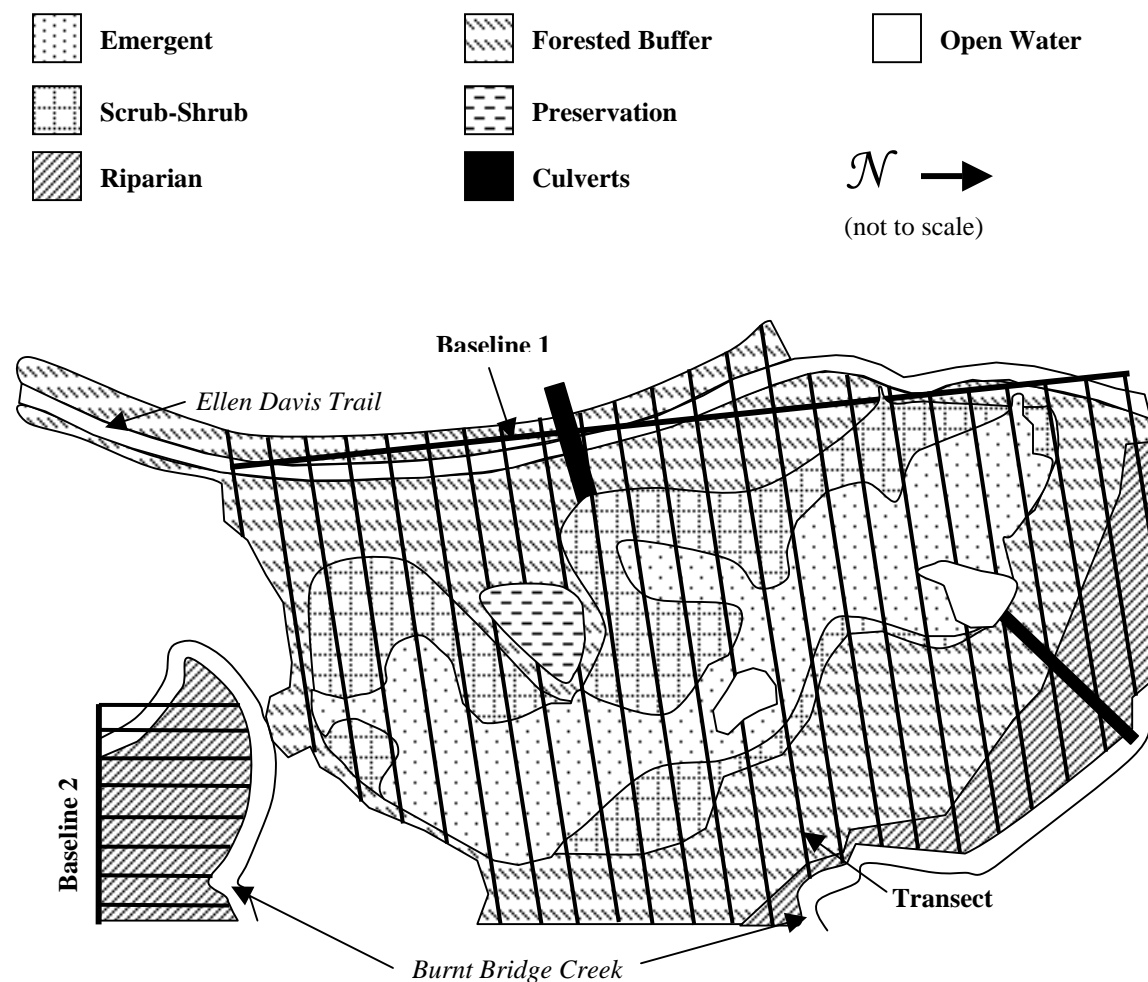 Emergent
Forested Buffer
Open Water
Scrub-Shrub
Preservation
Riparian
Culverts
N
(not to scale)
Baseline 1
Ellen Davis Trail
Baseline 2
Transect
Burnt Bridge Creek